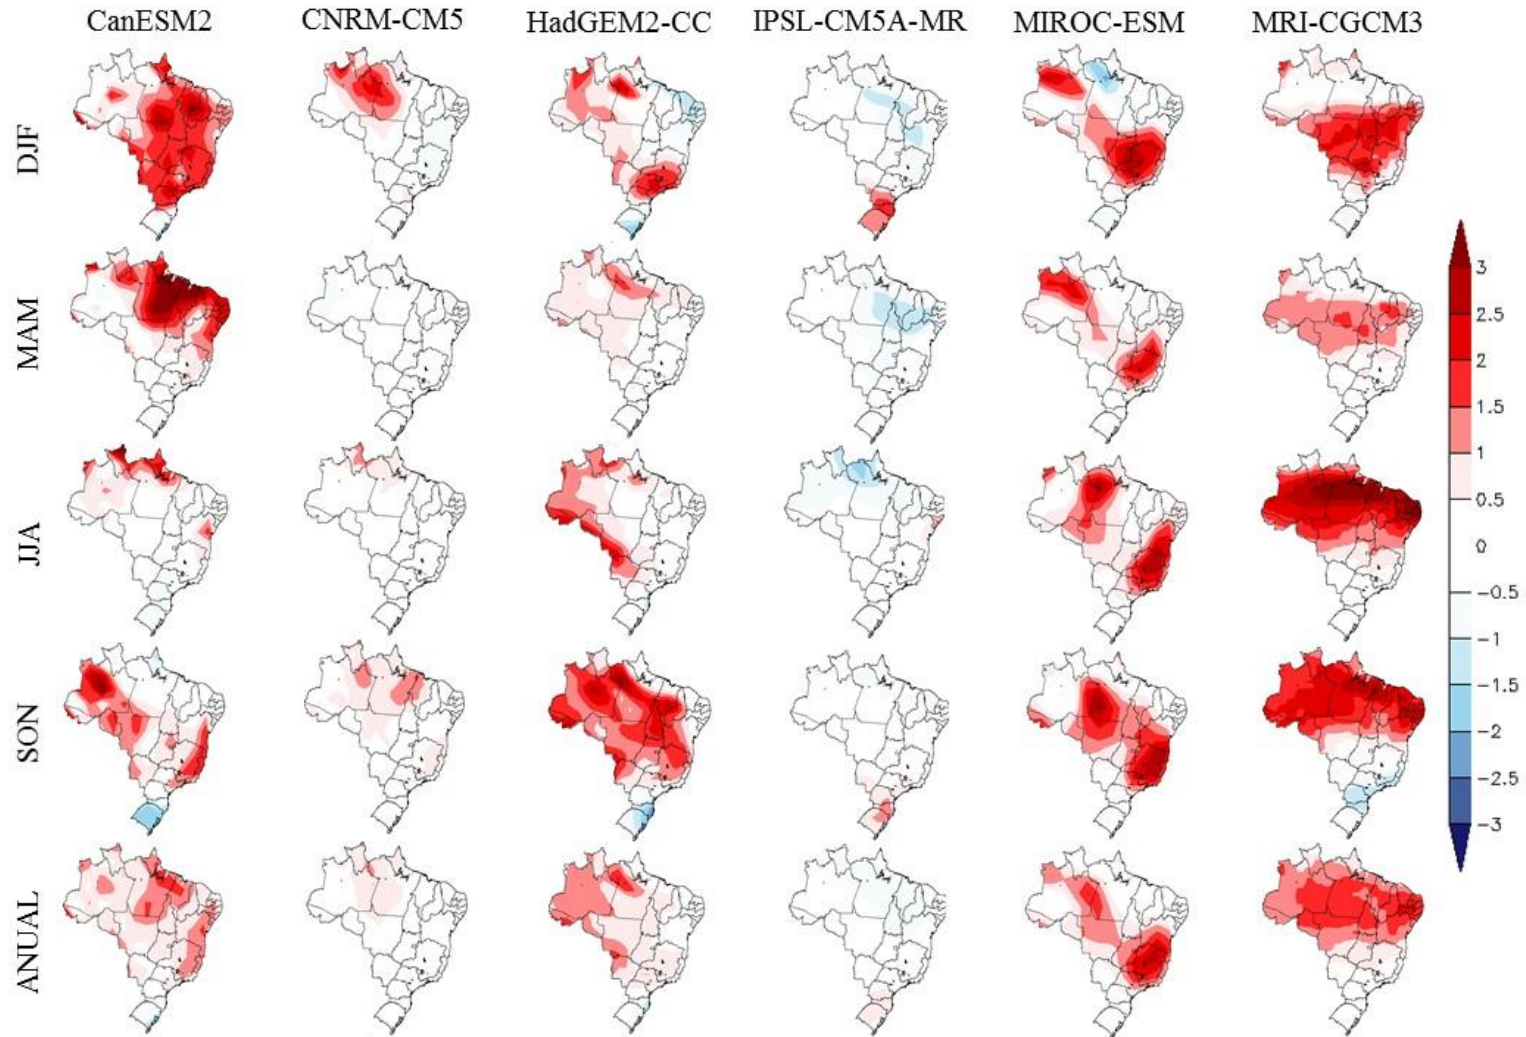 CanESM2 CNRM-CM5 HadGEM2-CC IPSL-CM5A-MR MIROC-ESM MRI-CGCM3
DJF
MAM
JJA
SON
ANUAL
3
2.5
2
1.5
1
0.5
0
-0.5
-1
-1.5
-2
-2.5
-3